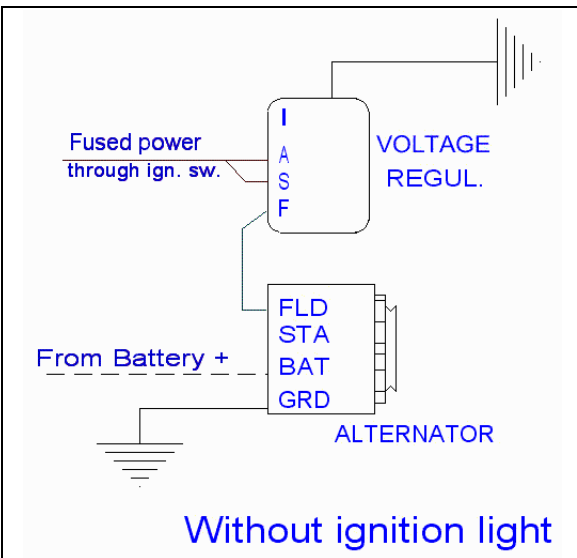 I
Fused power
through ign. sw.
A
S
F
VOLTAGE
REGUL.
FLD
STA
From Battery +
BAT
GRD
ALTERNATOR
Without ignition light